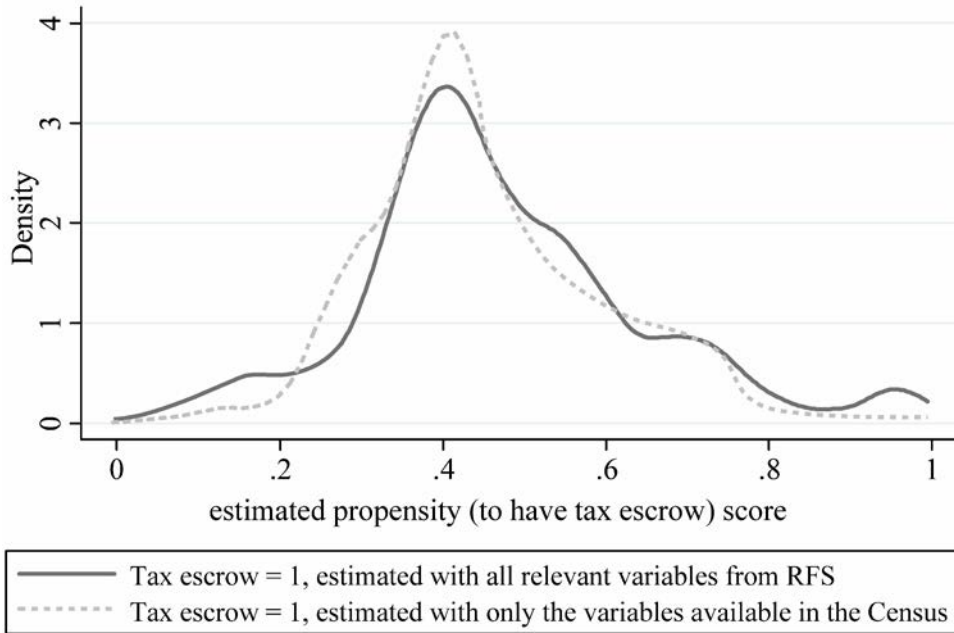 4
3
2
1
0
Density
0
.2
.4
.6
.8
1
estimated propensity (to have tax escrow) score
Tax escrow = 1, estimated with all relevant variables from RFS
Tax escrow = 1, estimated with only the variables available in the Census